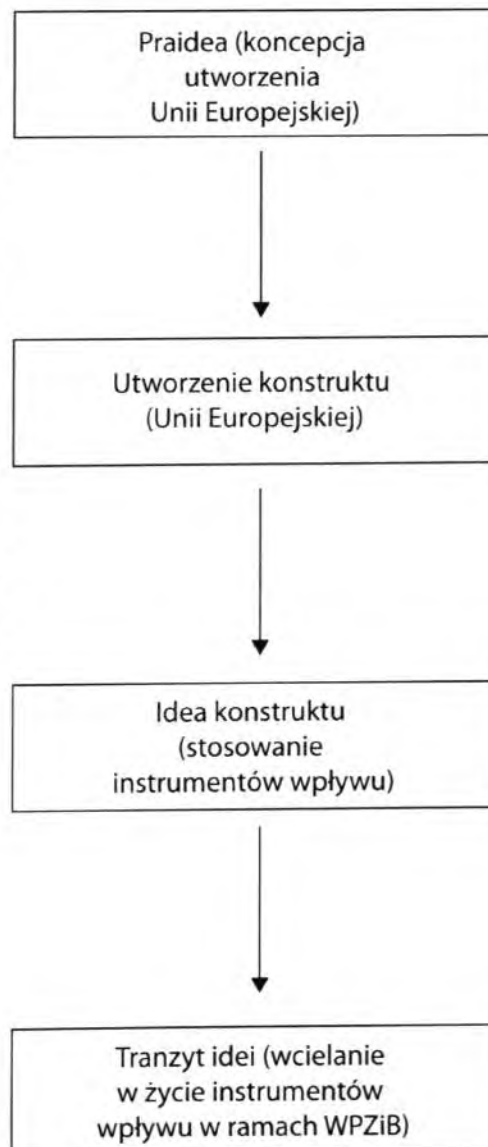 Praidea (koncepcja
utworzenia
Unii Europejskiej)
Utworzenie konstruktu
(Unii Europejskiej)
Idea konstruktu
(stosowanie
instrumentów wpływu)
Tranzyt idei (wcielanie
w życie instrumentów
wpływu w ramach WPZiB)